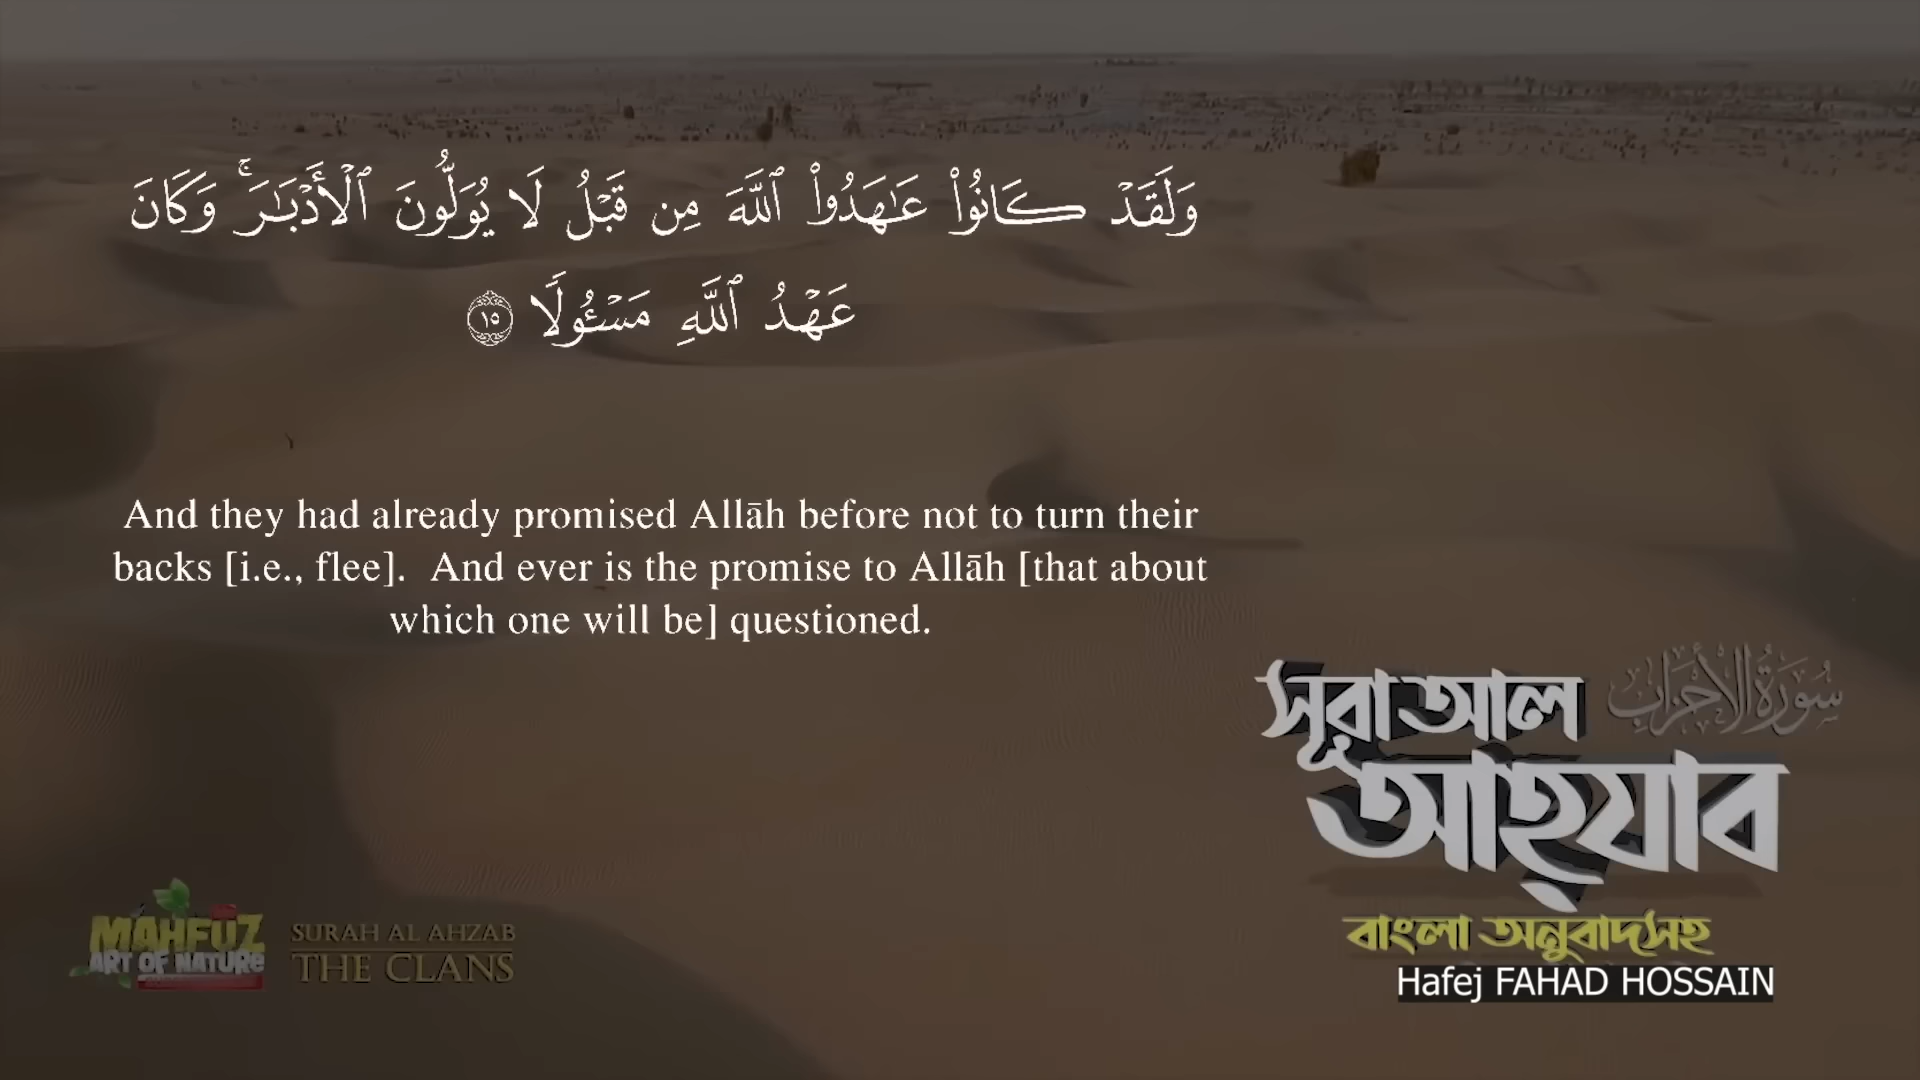 وَلَقَدۡ كَانُواْ عَٰهَدُواْ ٱللَّهَ مِن قَبۡلُ لَا يُوَلُّونَ ٱلۡأَدۡبَٰرَۚ وَكَانَ
عَهۡدُ ٱللَّهِ مَسۡـُٔولٗا ١٥
And they had already promised Allāh before not to turn their
backs [i.e., flee].  And ever is the promise to Allāh [that about
which one will be] questioned.
সূরা আল سورة الأحزاب
আহ্‌যাব
বাংলা অনুবাদসহ
Hafej FAHAD HOSSAIN
MAHFUZ
ART OF NATURE
SURAH AL AHZAB
THE CLANS